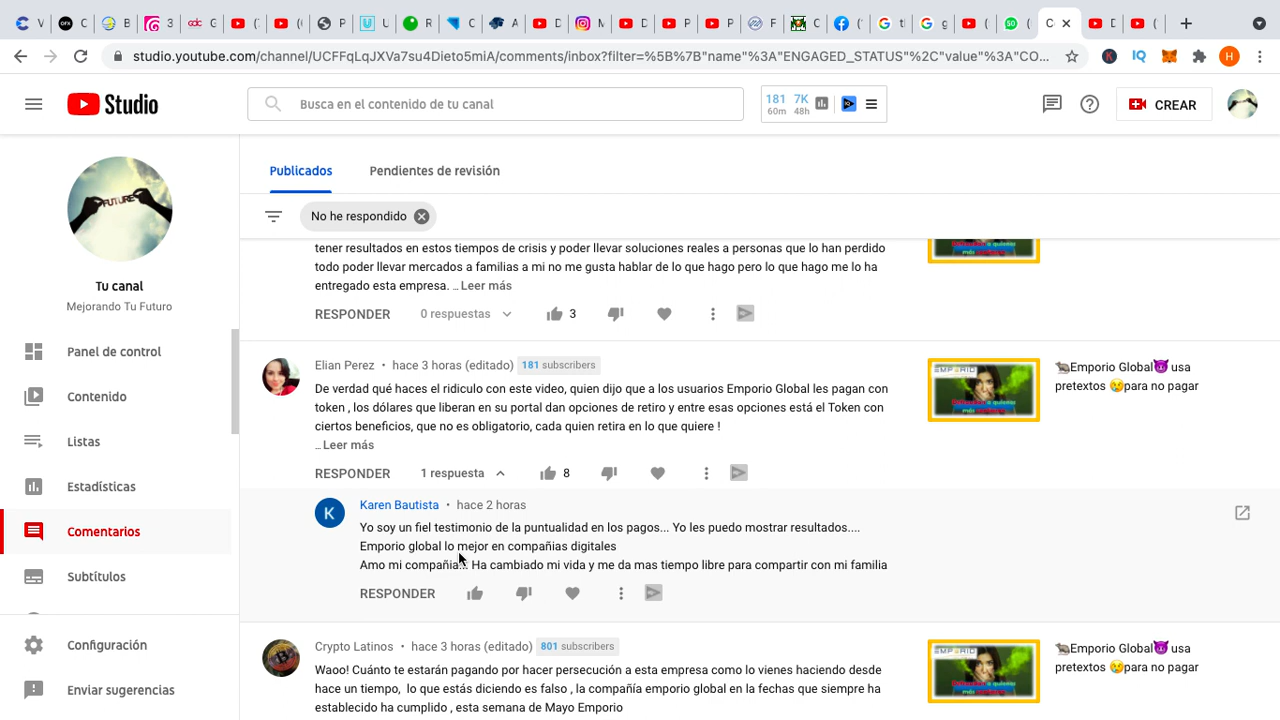 studio.youtube.com/channel/UCFFqLqJXVa7su4Dieto5miA/comments/inbox?filter=%5B%7B"name"%3A"ENGAGED_STATUS"%2C"value"%3A"CO...
Studio
Busca en el contenido de tu canal
181 7K
60m 48h
CREAR
Publicados
Pendientes de revisión
No he respondido
FUTURE
Tu canal
Mejorando Tu Futuro
Panel de control
Contenido
Listas
Estadísticas
Comentarios
Subtítulos
Configuración
Enviar sugerencias
tener resultados en estos tiempos de crisis y poder llevar soluciones reales a personas que lo han perdido
todo poder llevar mercados a familias a mi no me gusta hablar de lo que hago pero lo que hago me lo ha
entregado esta empresa. ... Leer más
RESPONDER 0 respuestas 3
Elian Perez • hace 3 horas (editado) 181 subscribers
De verdad qué haces el ridiculo con este video, quien dijo que a los usuarios Emporio Global les pagan con
token , los dólares que liberan en su portal dan opciones de retiro y entre esas opciones está el Token con
ciertos beneficios, que no es obligatorio, cada quien retira en lo que quiere !
... Leer más
RESPONDER 1 respuesta 8
🐀Emporio Global😈 usa
pretextos 😢para no pagar
Karen Bautista • hace 2 horas
Yo soy un fiel testimonio de la puntualidad en los pagos... Yo les puedo mostrar resultados....
Emporio global lo mejor en compañias digitales
Amo mi compañia... Ha cambiado mi vida y me da mas tiempo libre para compartir con mi familia
RESPONDER
Crypto Latinos • hace 3 horas (editado) 801 subscribers
Waoo! Cuánto te estarán pagando por hacer persecución a esta empresa como lo vienes haciendo desde
hace un tiempo, lo que estás diciendo es falso , la compañía emporio global en la fechas que siempre ha
establecido ha cumplido , esta semana de Mayo Emporio
🐀Emporio Global😈 usa
pretextos 😢para no pagar